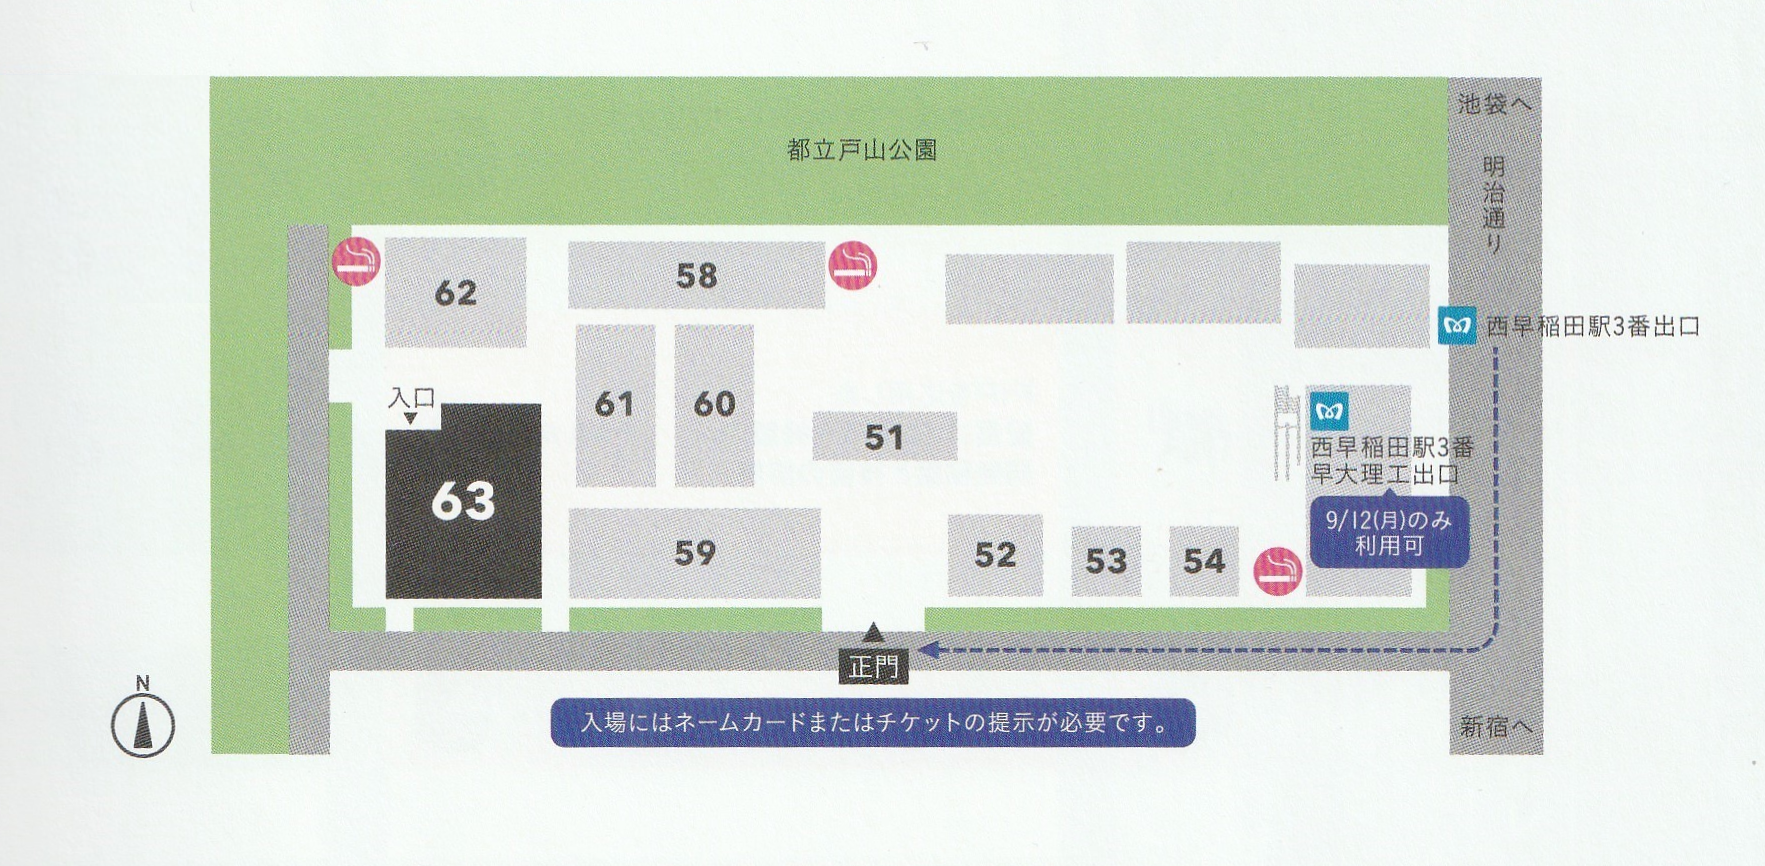 都立戸山公園
池袋へ
明治通り
62
58
西早稲田駅3番出口
入口
61
60
51
63
西早稲田駅3番
早大理工出口
9/12(月)のみ
利用可
59
52
53
54
正門
N
入場にはネームカードまたはチケットの提示が必要です。
新宿へ